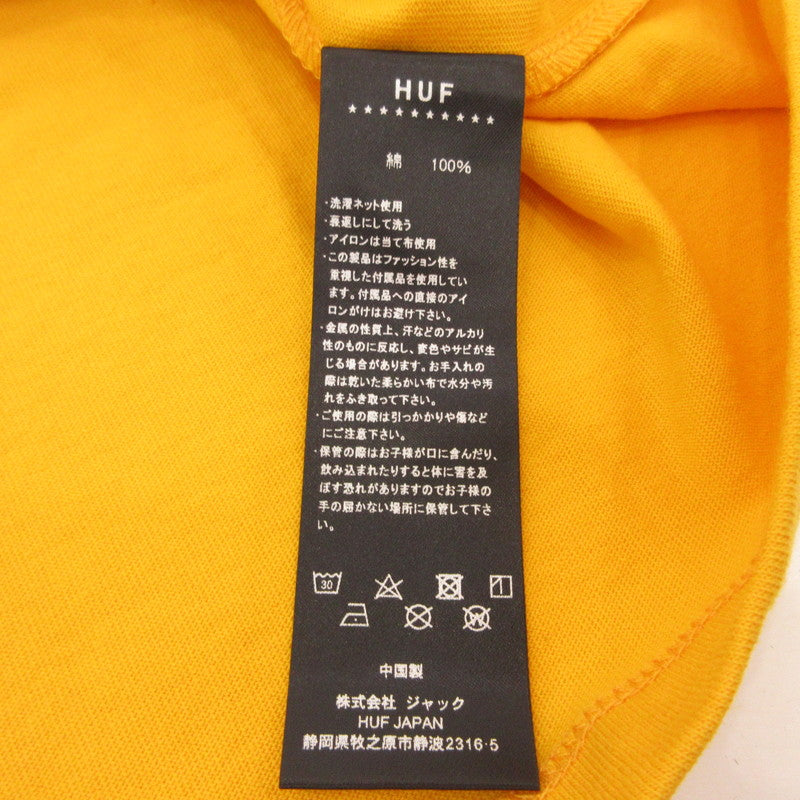 HUF
★★★★★★★★★★
綿 100%
・洗濯ネット使用
・裏返しにして洗う
・アイロンは当て布使用
・この製品はファッション性を
重視した付属品を使用してい
ます。付属品への直接のアイ
ロンがけはお避け下さい。
・金属の性質上、汗などのアルカリ
性のものに反応し、変色やサビが生
じる場合があります。お手入れの
際は乾いた柔らかい布で水分や汚
れをふき取って下さい。
・ご使用の際は引っかかりや傷など
にご注意下さい。
・保管の際はお子様が口に含んだり、
飲み込まれたりすると体に害を及
ぼす恐れがありますのでお子様の
手の届かない場所に保管して下さ
い。
30
W
中国製
株式会社 ジャック
HUF JAPAN
静岡県牧之原市静波2316-5